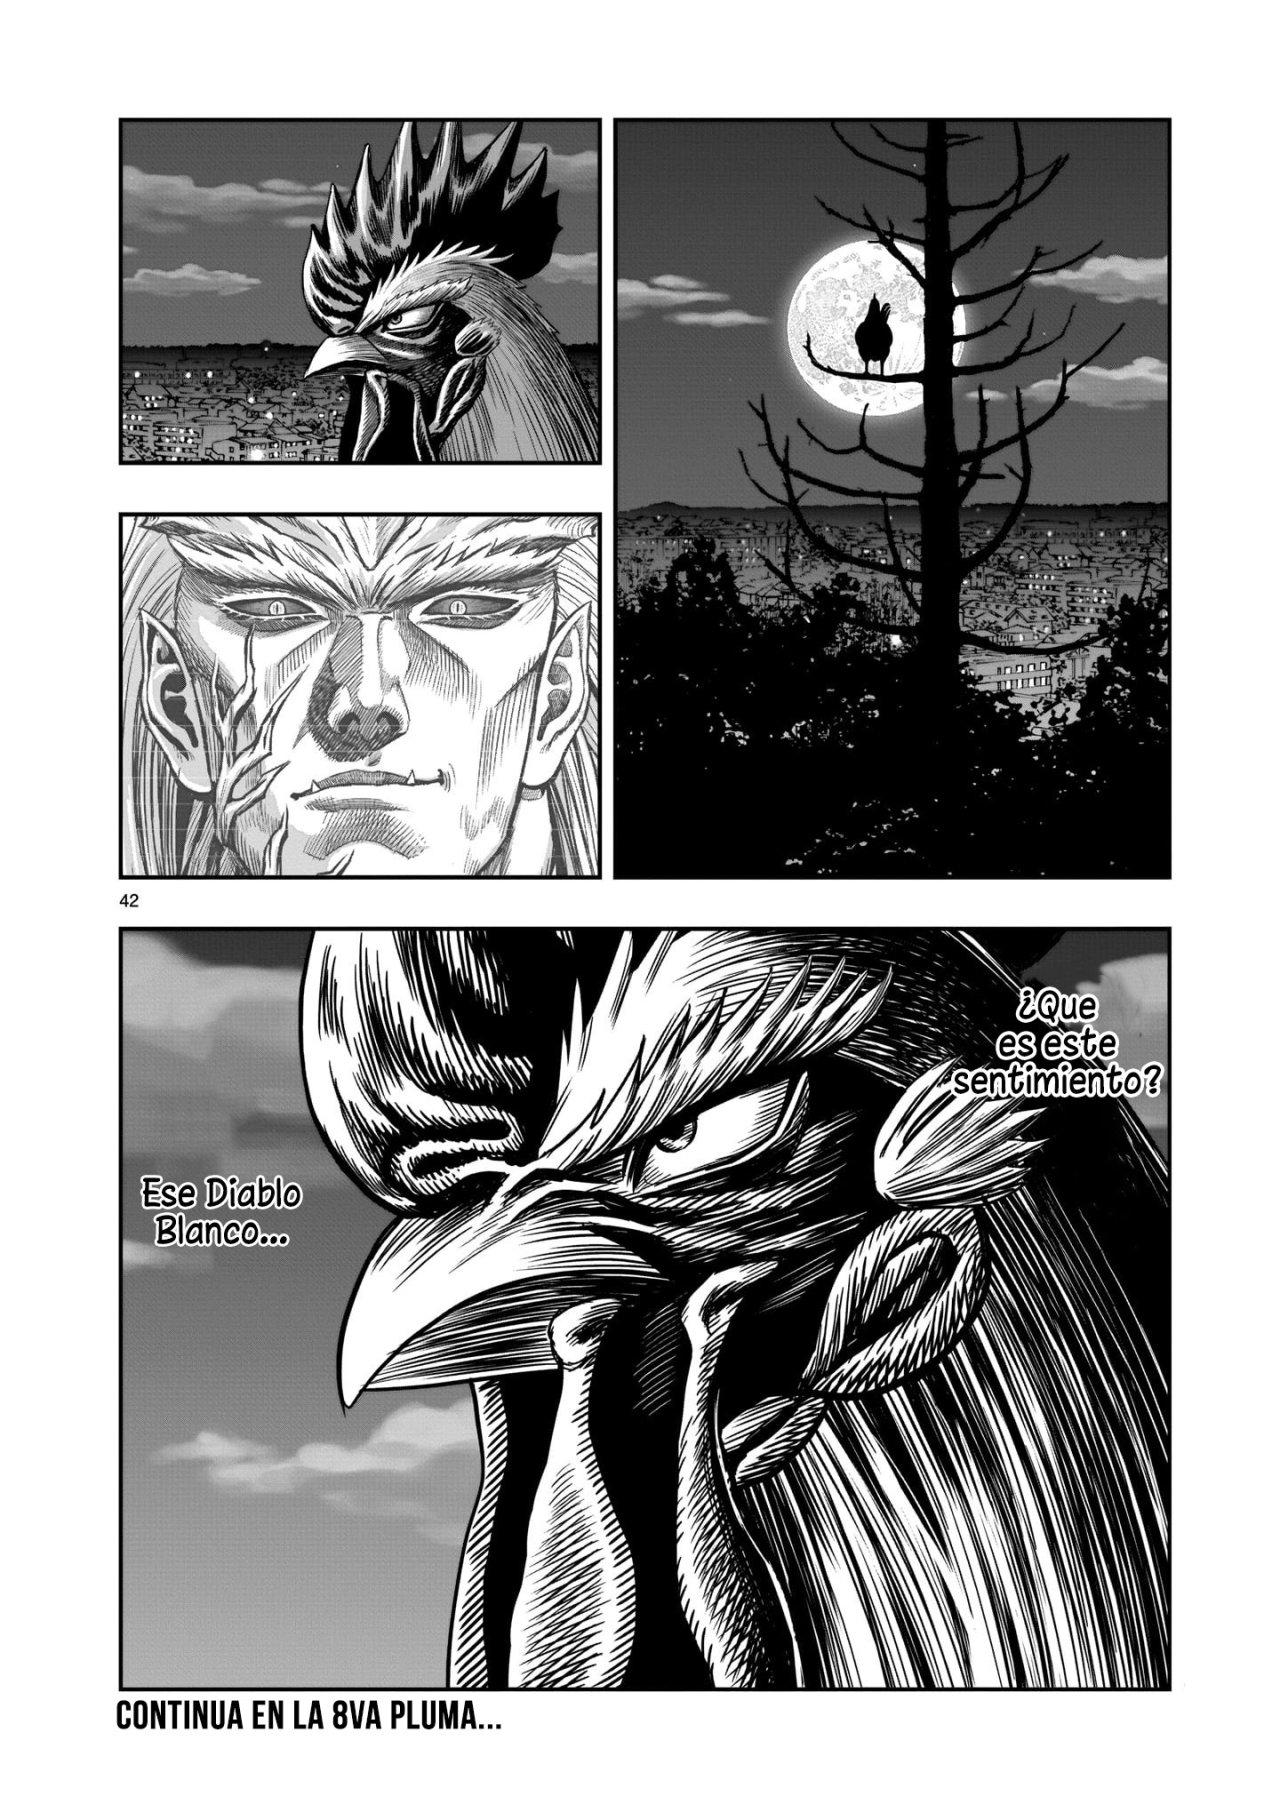 42
¿Que
es este
sentimiento?
Ese Diablo
Blanco...
CONTINUA EN LA 8VA PLUMA...